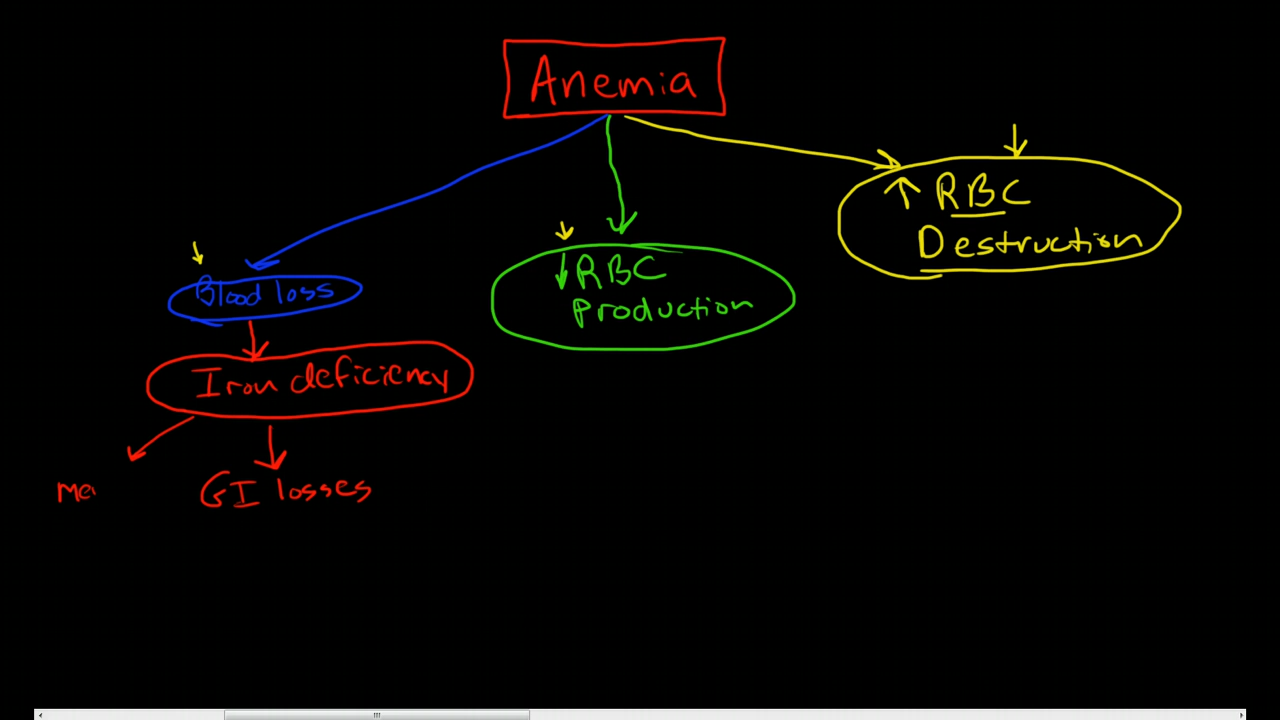 Anemia
Blood loss
↓ RBC
Production
↑ RBC
Destruction
Iron deficiency
GI losses